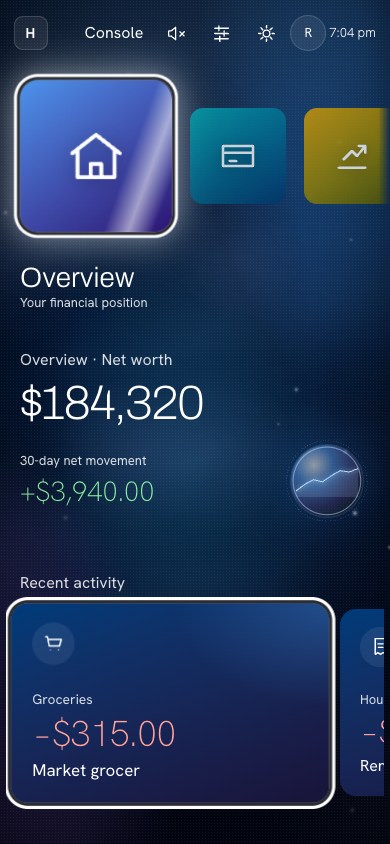 H
Console
R
7:04 pm
Overview
Your financial position
Overview · Net worth
$184,320
30-day net movement
+$3,940.00
Recent activity
Groceries
-$315.00
Market grocer